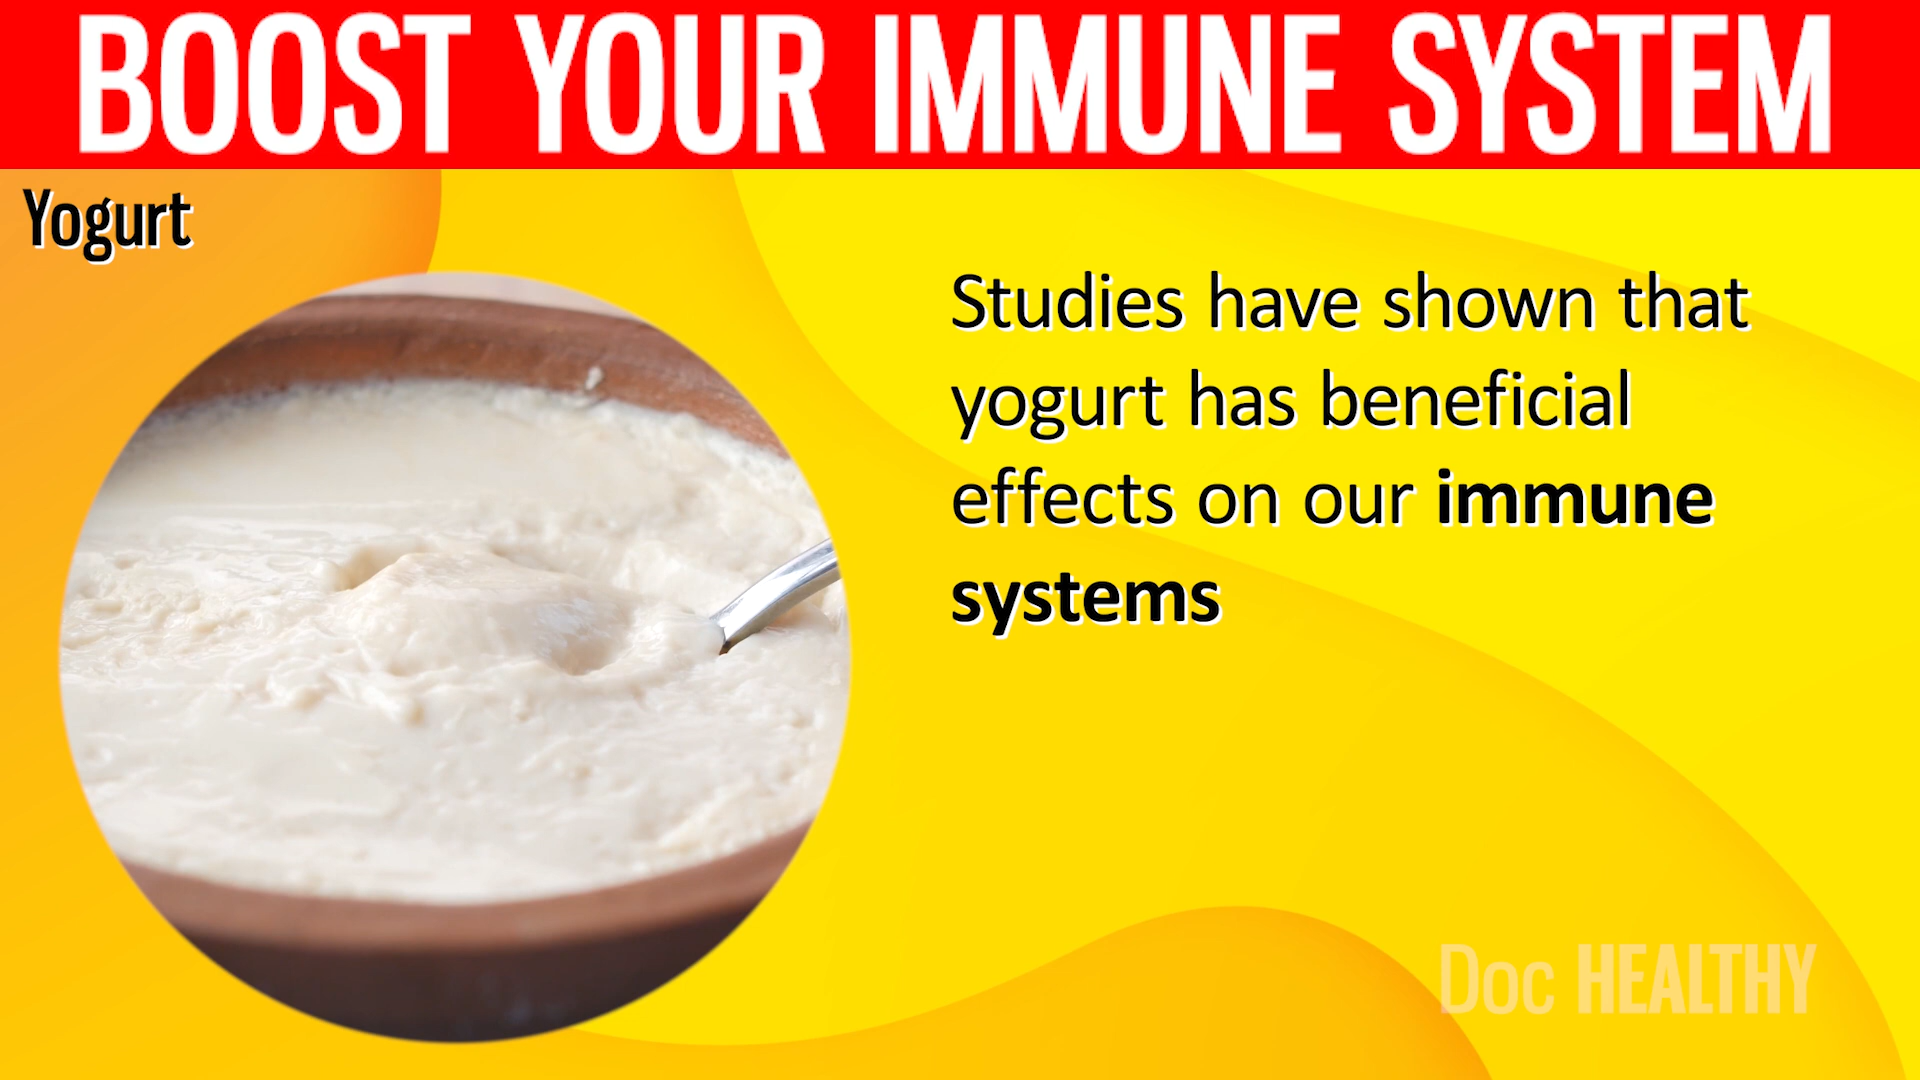 BOOST YOUR IMMUNE SYSTEM
Yogurt
Studies have shown that
yogurt has beneficial
effects on our immune
systems
Doc HEALTHY